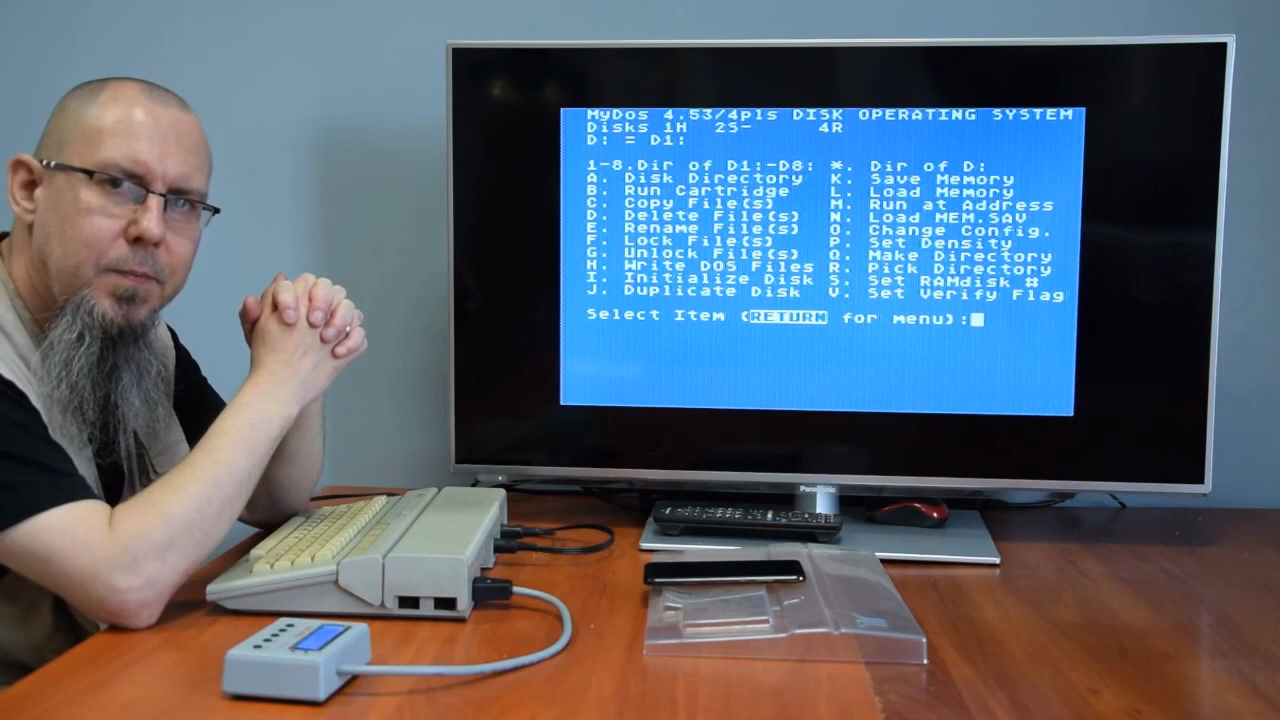 MyDos 4.53/4pls DISK OPERATING SYSTEM
Disks 1H 2S- 4R
D: = D1:
1-8.Dir of D1:-D8: *. Dir of D:
A. Disk Directory K. Save Memory
B. Run Cartridge L. Load Memory
C. Copy File(s) M. Run at Address
D. Delete File(s) N. Load MEM.SAV
E. Rename File(s) O. Change Config.
F. Lock File(s) P. Set Density
G. Unlock File(s) Q. Make Directory
H. Write DOS Files R. Pick Directory
I. Initialize Disk S. Set RAMdisk #
J. Duplicate Disk V. Set Verify Flag
Select Item (RETURN for menu):
Panasonic